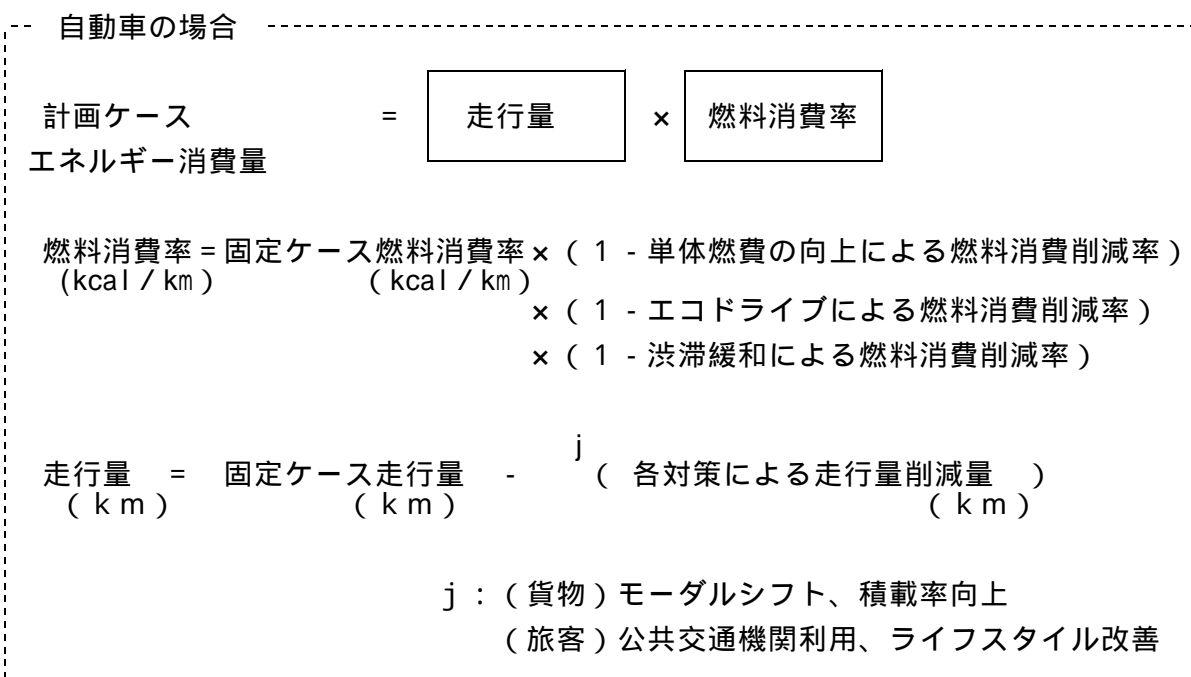 自動車の場合
計画ケース = 走行量 × 燃料消費率
エネルギー消費量
燃料消費率=固定ケース燃料消費率×(1-単体燃費の向上による燃料消費削減率)
(kcal/km) (kcal/km)
×(1-エコドライブによる燃料消費削減率)
×(1-渋滞緩和による燃料消費削減率)
j
走行量 = 固定ケース走行量 - ( 各対策による走行量削減量 )
(km) (km) (km)
j:(貨物)モーダルシフト、積載率向上
(旅客)公共交通機関利用、ライフスタイル改善